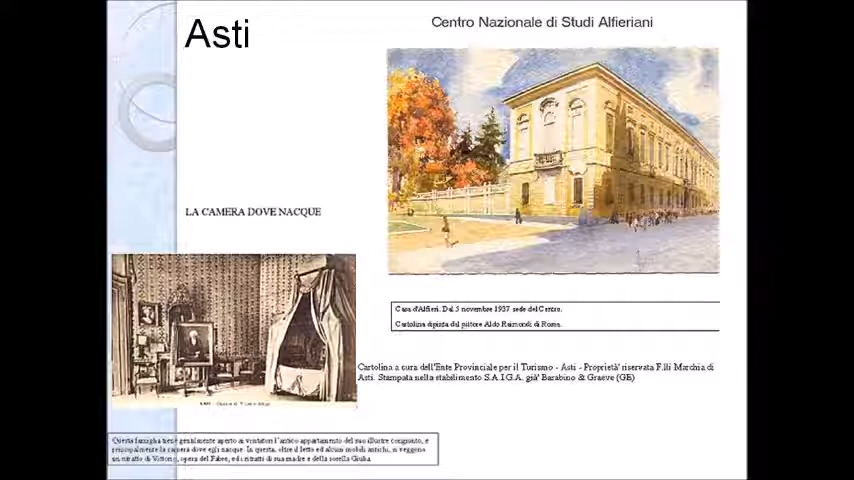 Asti
Centro Nazionale di Studi Alfieriani
LA CAMERA DOVE NACQUE
Casa d'Alfieri. Dal 5 novembre 1937 sede del Centro.
Cartolina dipinta dal pittore Aldo Raimondi di Roma.
Cartolina a cura dell'Ente Provinciale per il Turismo - Asti - Proprietà' riservata F.lli Marchia di
Asti. Stampata nella stabilimento S.A.I.G.A. già' Barabino & Graeve (GE)
Questa famiglia tiene gentilmente aperto ai visitatori l'antico appartamento del suo illustre congiunto, e
principalmente la camera dove egli nacque. In questa, oltre il letto ed alcuni mobili antichi, si veggono
un ritratto di Vittorio, opera del Fabre, ed i ritratti di sua madre e della sorella Giulia.